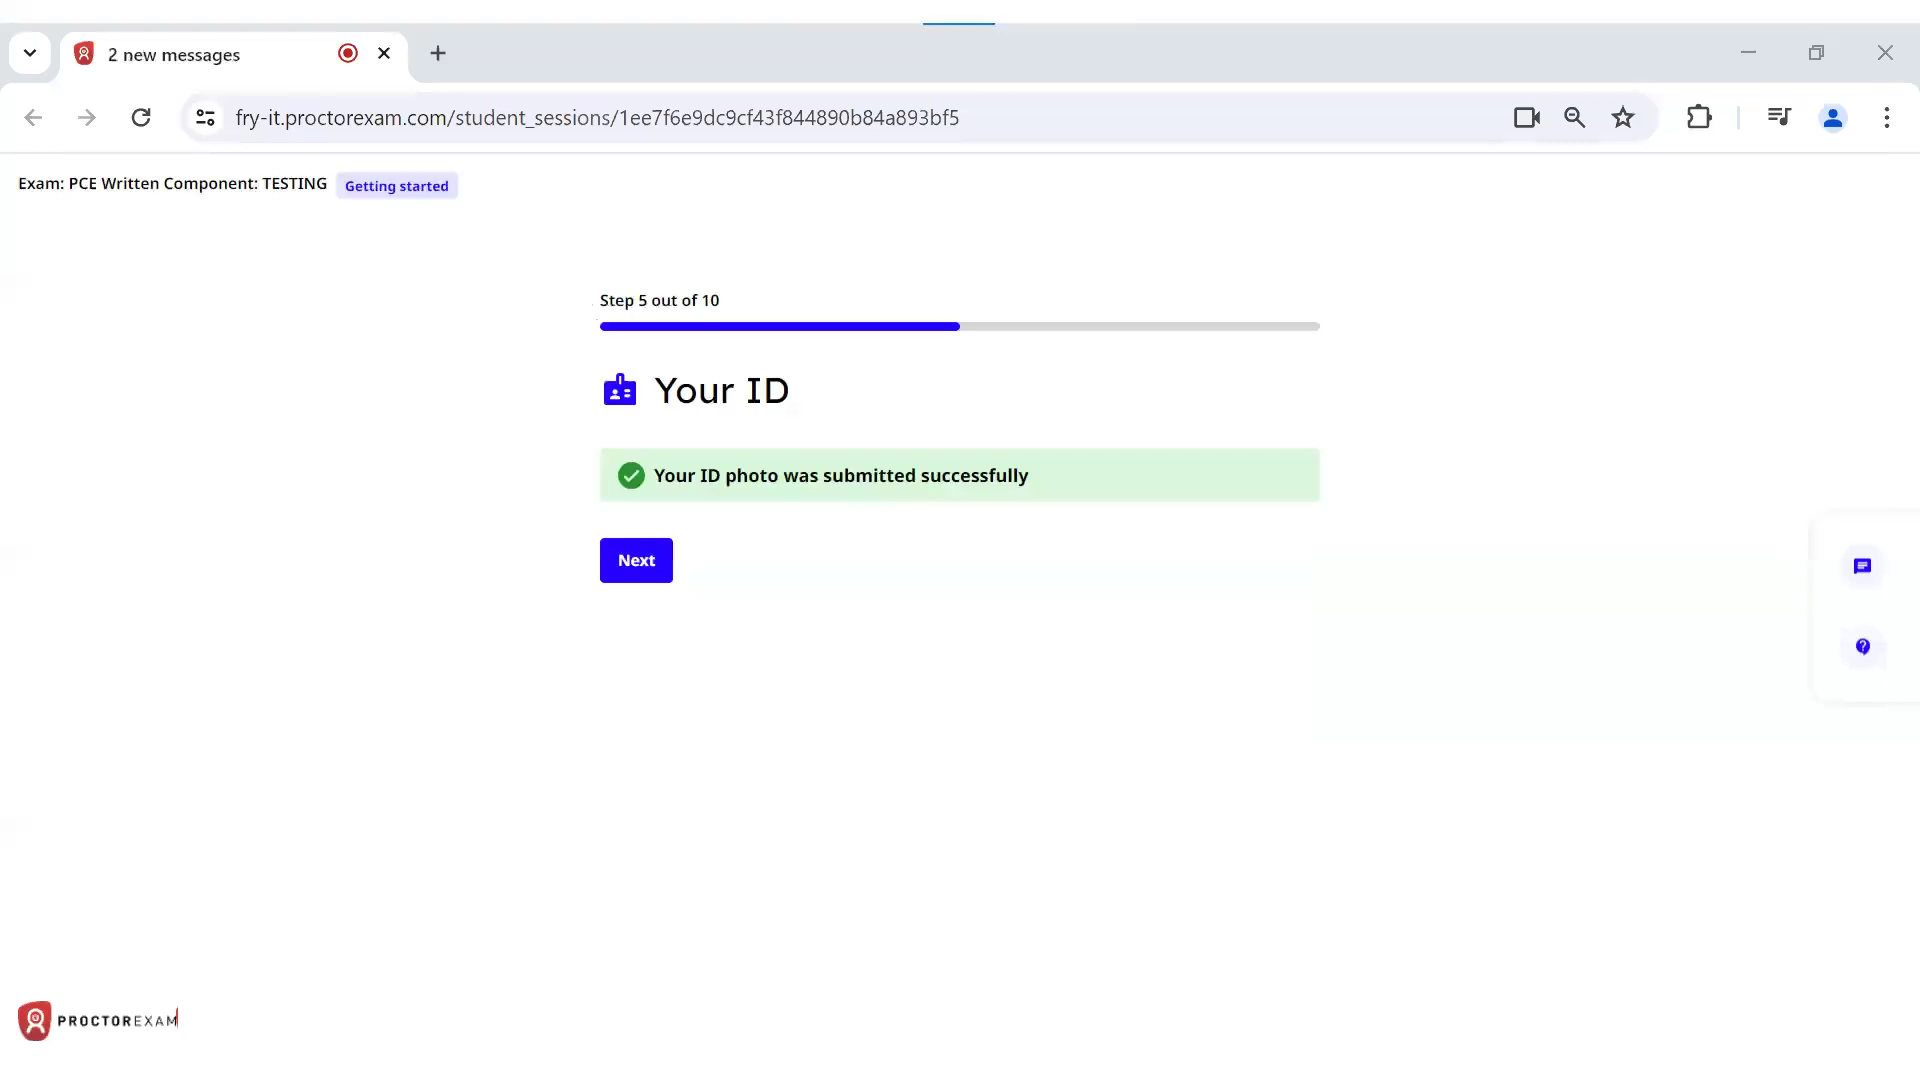 2 new messages
fry-it.proctorexam.com/student_sessions/1ee7f6e9dc9cf43f844890b84a893bf5
Exam: PCE Written Component: TESTING Getting started
Step 5 out of 10
Your ID
Your ID photo was submitted successfully
Next
PROCTOREXAM